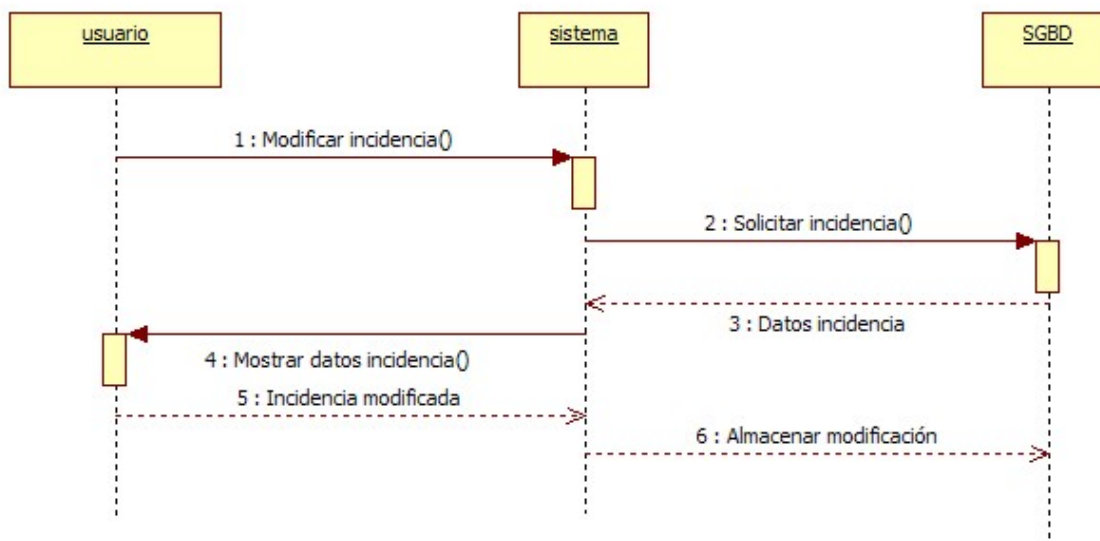 usuario
sistema
SGBD
1 : Modificar incidencia()
2 : Solicitar incidencia()
3 : Datos incidencia
4 : Mostrar datos incidencia()
5 : Incidencia modificada
6 : Almacenar modificación